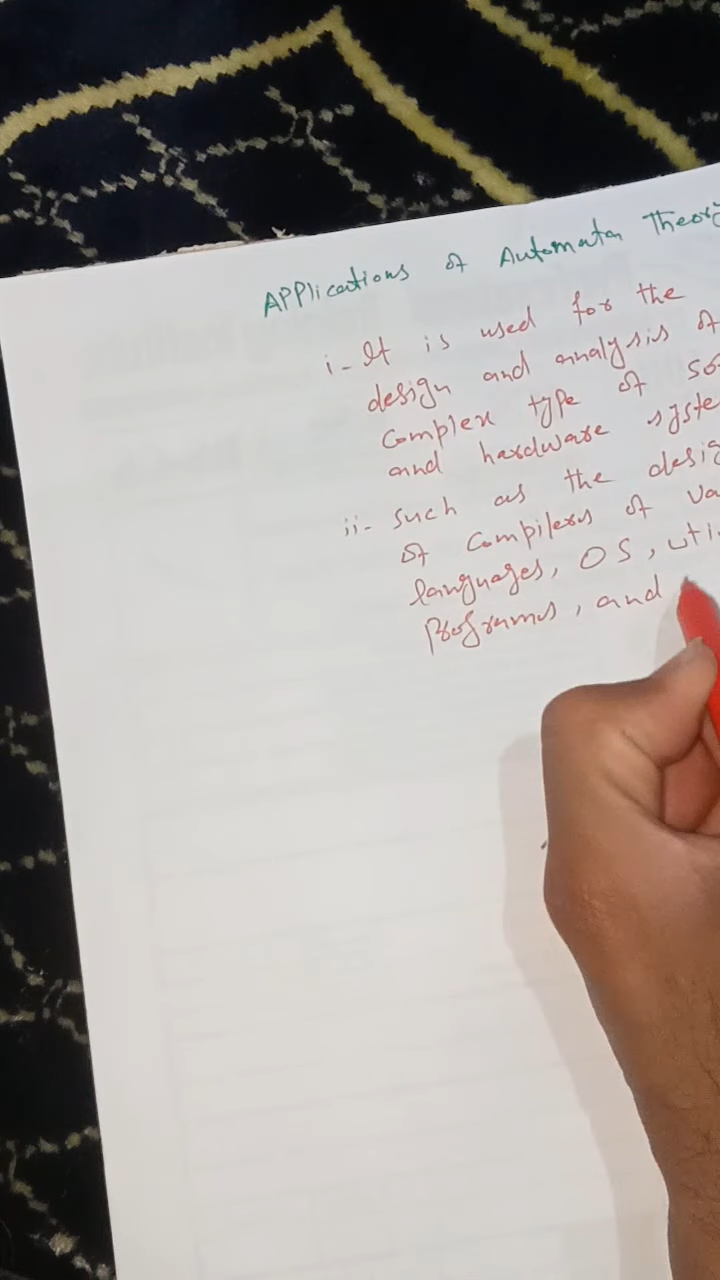 Applications of Automata Theory
i- It is used for the
design and analysis of
complex type of
and hardware
ii- such as the
of compilers of
languages, OS,
programs, and